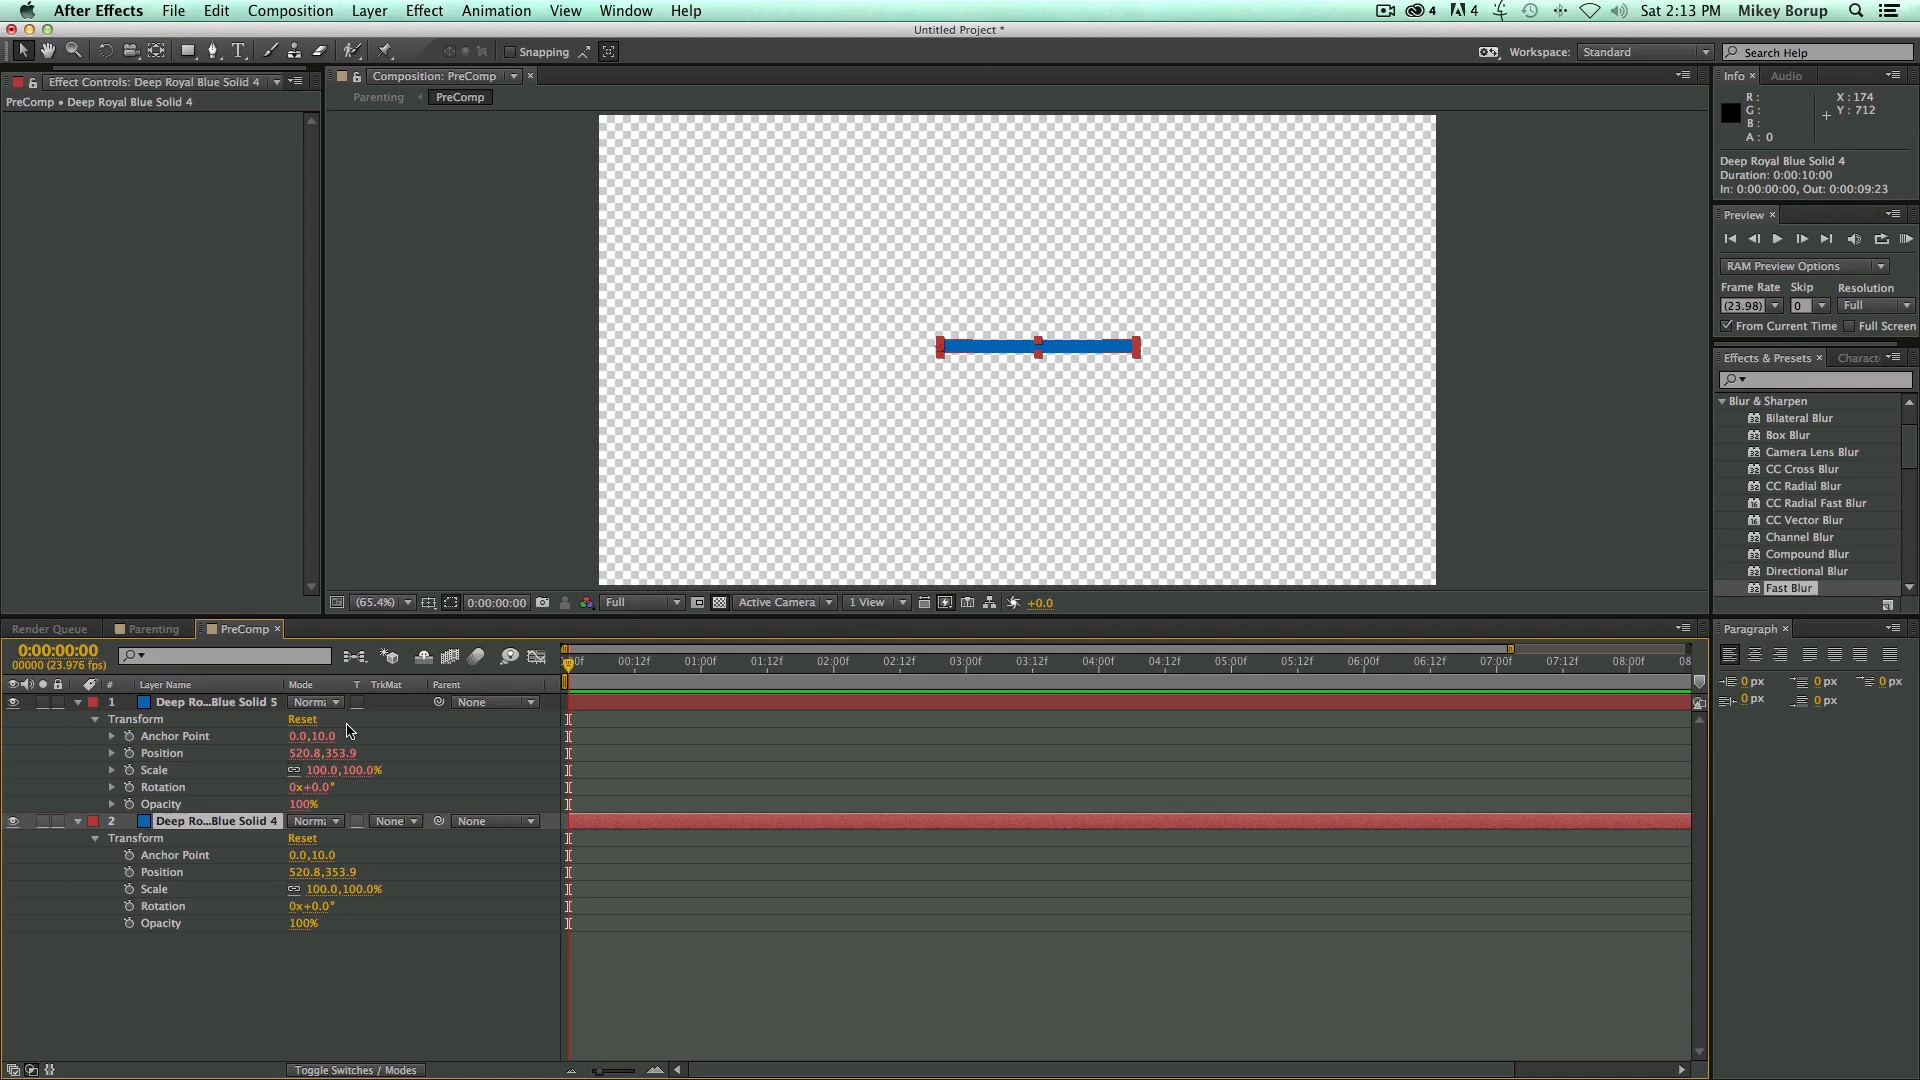 After Effects File Edit Composition Layer Effect Animation View Window Help 4 4 Sat 2:13 PM Mikey Borup
Untitled Project *
Snapping Workspace: Standard Search Help
Effect Controls: Deep Royal Blue Solid 4
PreComp • Deep Royal Blue Solid 4
Composition: PreComp
Parenting PreComp
Info Audio
R :
G :
B :
A : 0
X : 174
Y : 712
Deep Royal Blue Solid 4
Duration: 0:00:10:00
In: 0:00:00:00, Out: 0:00:09:23
Preview
RAM Preview Options
Frame Rate Skip Resolution
(23.98) 0 Full
From Current Time Full Screen
Effects & Presets Charact
Blur & Sharpen
Bilateral Blur
Box Blur
Camera Lens Blur
CC Cross Blur
CC Radial Blur
CC Radial Fast Blur
CC Vector Blur
Channel Blur
Compound Blur
Directional Blur
Fast Blur
(65.4%) 0:00:00:00 Full Active Camera 1 View +0.0
Render Queue Parenting PreComp
0:00:00:00
00000 (23.976 fps)
00f 00:12f 01:00f 01:12f 02:00f 02:12f 03:00f 03:12f 04:00f 04:12f 05:00f 05:12f 06:00f 06:12f 07:00f 07:12f 08:00f 08
# Layer Name Mode T TrkMat Parent
1 Deep Ro...Blue Solid 5 Norma None
Transform Reset
Anchor Point 0.0,10.0
Position 520.8,353.9
Scale 100.0,100.0%
Rotation 0x+0.0°
Opacity 100%
2 Deep Ro...Blue Solid 4 Norma None None
Transform Reset
Anchor Point 0.0,10.0
Position 520.8,353.9
Scale 100.0,100.0%
Rotation 0x+0.0°
Opacity 100%
Toggle Switches / Modes
Paragraph
0 px 0 px 0 px
0 px 0 px